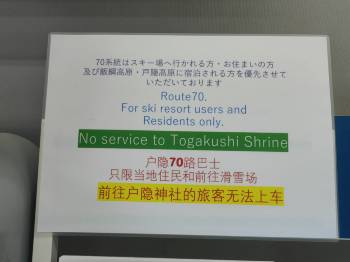 70系統はスキー場へ行かれる方・お住まいの方
及び飯綱高原・戸隠高原に宿泊される方を優先させて
いただいております
Route70.
For ski resort users and
Residents only.
No service to Togakushi Shrine
户隐70路巴士
只限当地住民和前往滑雪场
前往户隐神社的旅客无法上车